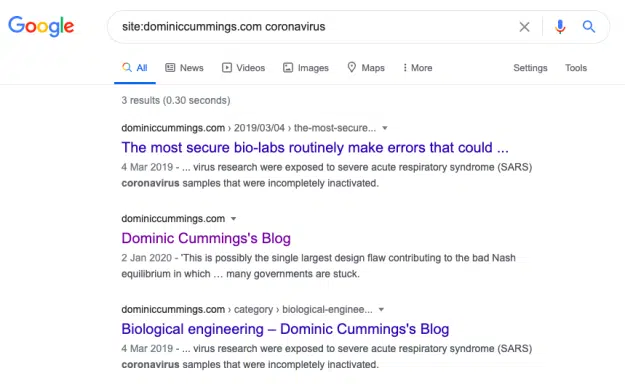 Google
site:dominiccummings.com coronavirus
All News Videos Images Maps More Settings Tools
3 results (0.30 seconds)
dominiccummings.com › 2019/03/04 › the-most-secure...
The most secure bio-labs routinely make errors that could ...
4 Mar 2019 - ... virus research were exposed to severe acute respiratory syndrome (SARS)
coronavirus samples that were incompletely inactivated.
dominiccummings.com
Dominic Cummings's Blog
2 Jan 2020 - 'This is possibly the single largest design flaw contributing to the bad Nash
equilibrium in which … many governments are stuck.
dominiccummings.com › category › biological-enginee...
Biological engineering – Dominic Cummings's Blog
4 Mar 2019 - ... virus research were exposed to severe acute respiratory syndrome (SARS)
coronavirus samples that were incompletely inactivated.